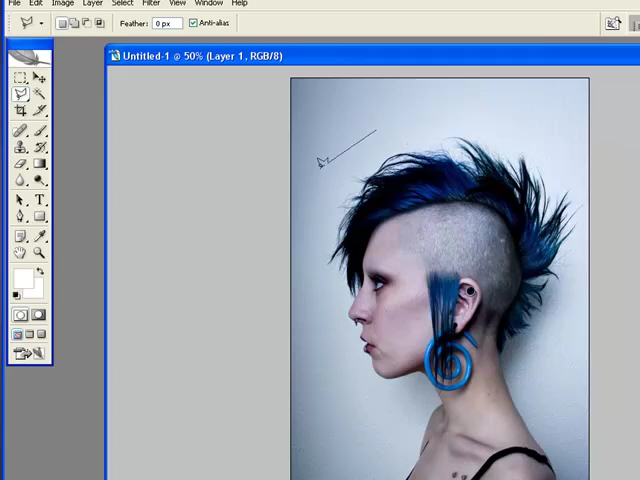 File Edit Image Layer Select Filter View Window Help
Feather: 0 px Anti-alias
Untitled-1 @ 50% (Layer 1, RGB/8)
T